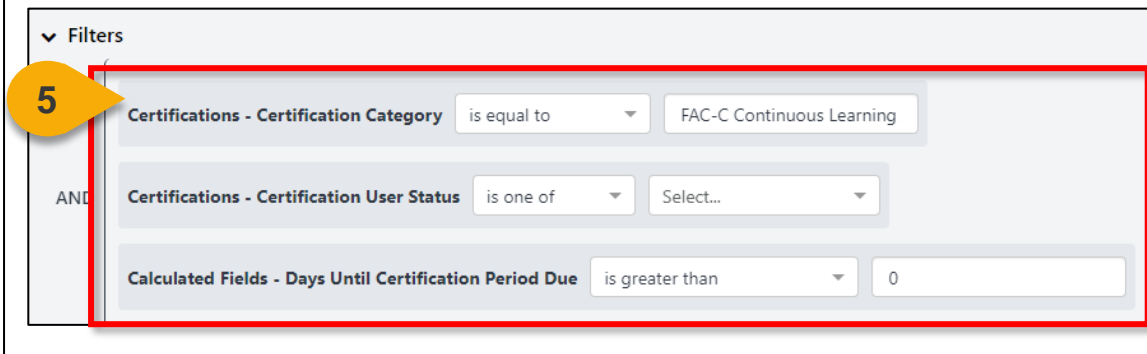 Filters
5
Certifications - Certification Category is equal to FAC-C Continuous Learning
AND Certifications - Certification User Status is one of Select...
Calculated Fields - Days Until Certification Period Due is greater than 0